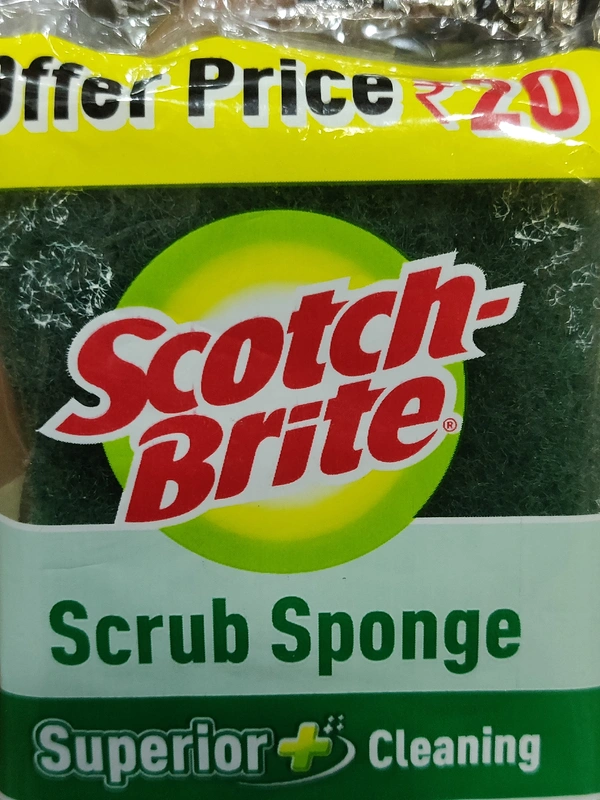 Offer Price ₹20
Scotch-
Brite®
Scrub Sponge
Superior + Cleaning